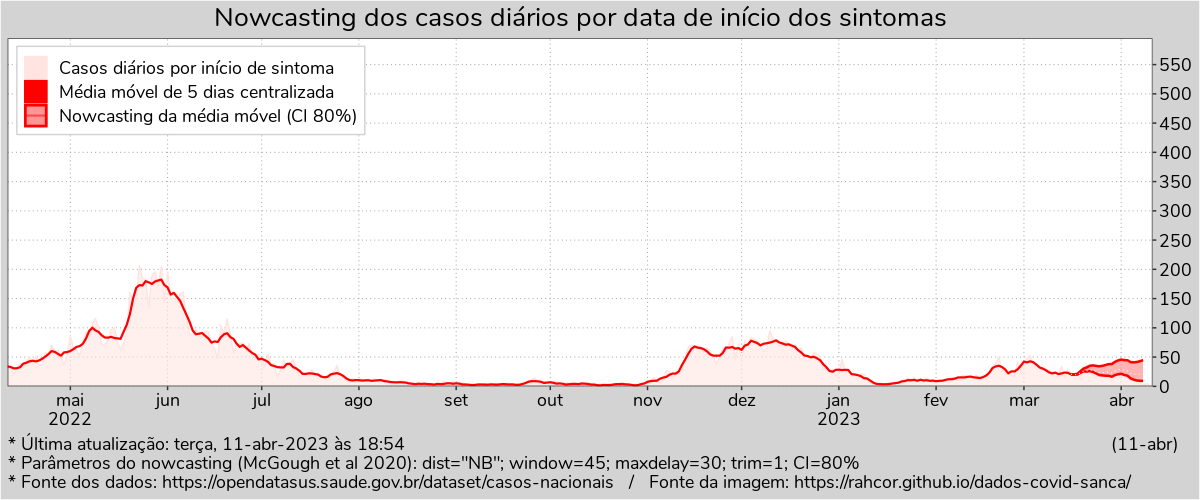 Nowcasting dos casos diários por data de início dos sintomas
Casos diários por início de sintoma
Média móvel de 5 dias centralizada
Nowcasting da média móvel (CI 80%)
550
500
450
400
350
300
250
200
150
100
50
0
mai jun jul ago set out nov dez jan fev mar abr
2022 2023
* Última atualização: terça, 11-abr-2023 às 18:54 (11-abr)
* Parâmetros do nowcasting (McGough et al 2020): dist="NB"; window=45; maxdelay=30; trim=1; CI=80%
* Fonte dos dados: https://opendatasus.saude.gov.br/dataset/casos-nacionais / Fonte da imagem: https://rahcor.github.io/dados-covid-sanca/